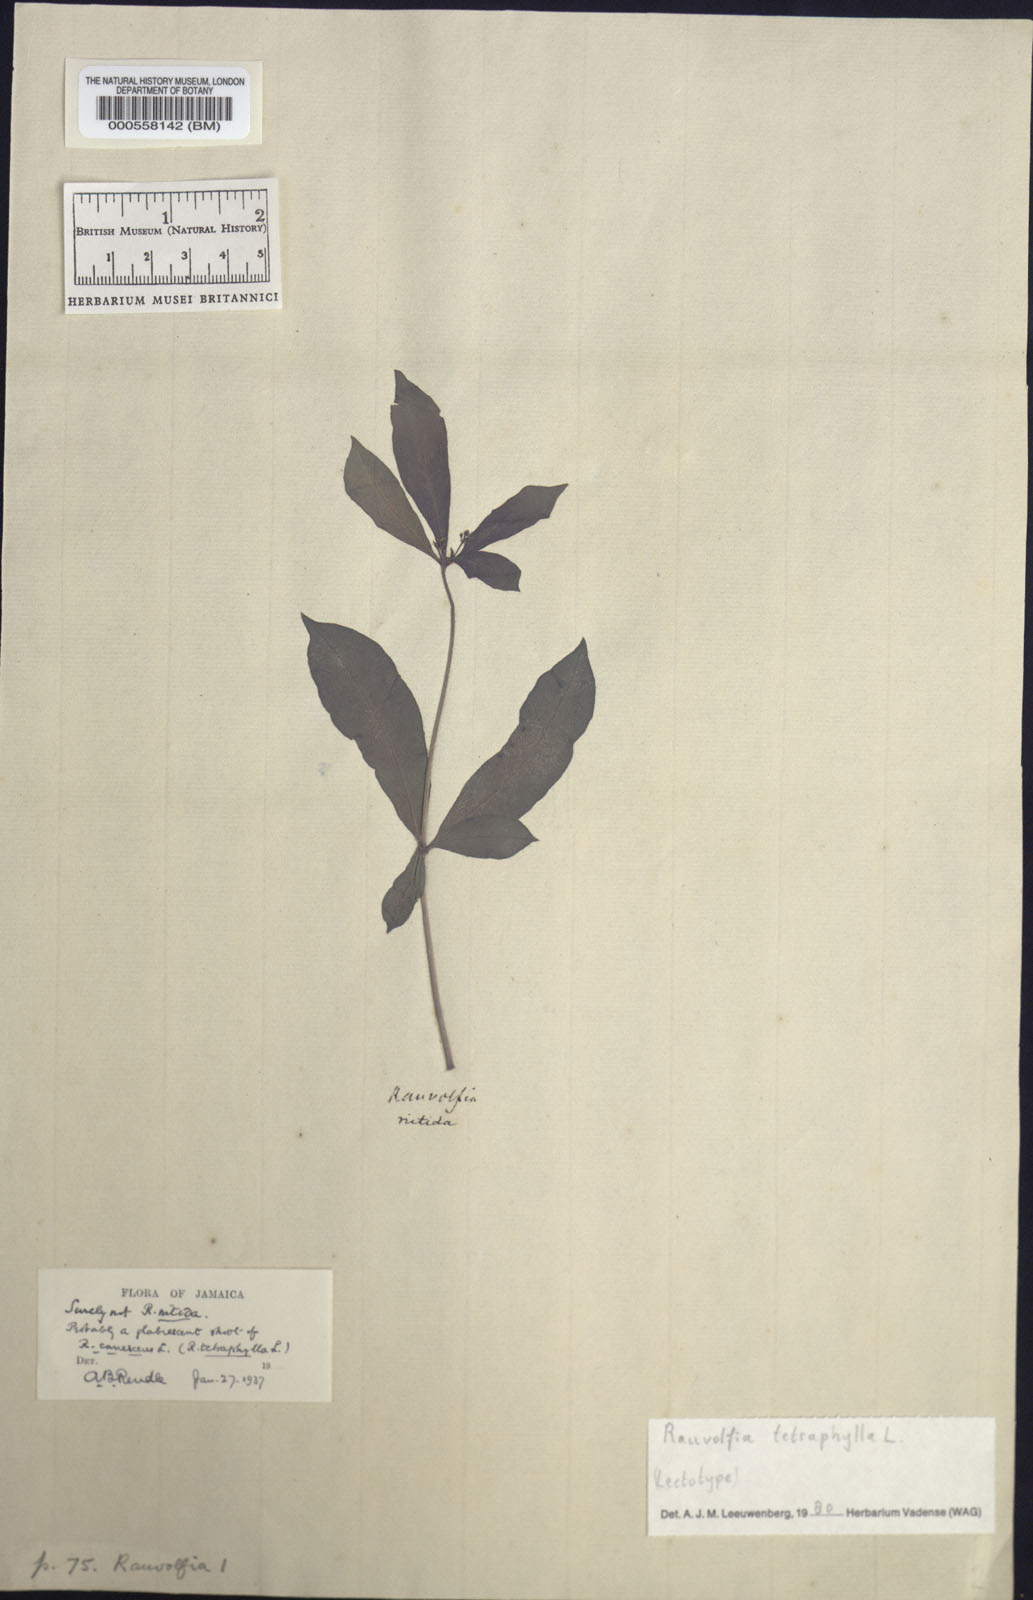 THE NATURAL HISTORY MUSEUM, LONDON
DEPARTMENT OF BOTANY
000558142 (BM)
1 2
BRITISH MUSEUM (NATURAL HISTORY)
1 2 3 4 5
HERBARIUM MUSEI BRITANNICI
Rauvolfia
nitida
FLORA OF JAMAICA
Surely not R. nitida.
Probably a glabrescent shoot of
R. canescens L. (R. tetraphylla L.)
DET. 19
A.B. Rendle Jan. 27. 1937
Rauvolfia tetraphylla L.
(Lectotype)
Det. A. J. M. Leeuwenberg, 1980 Herbarium Vadense (WAG)
p. 75. Rauvolfia 1